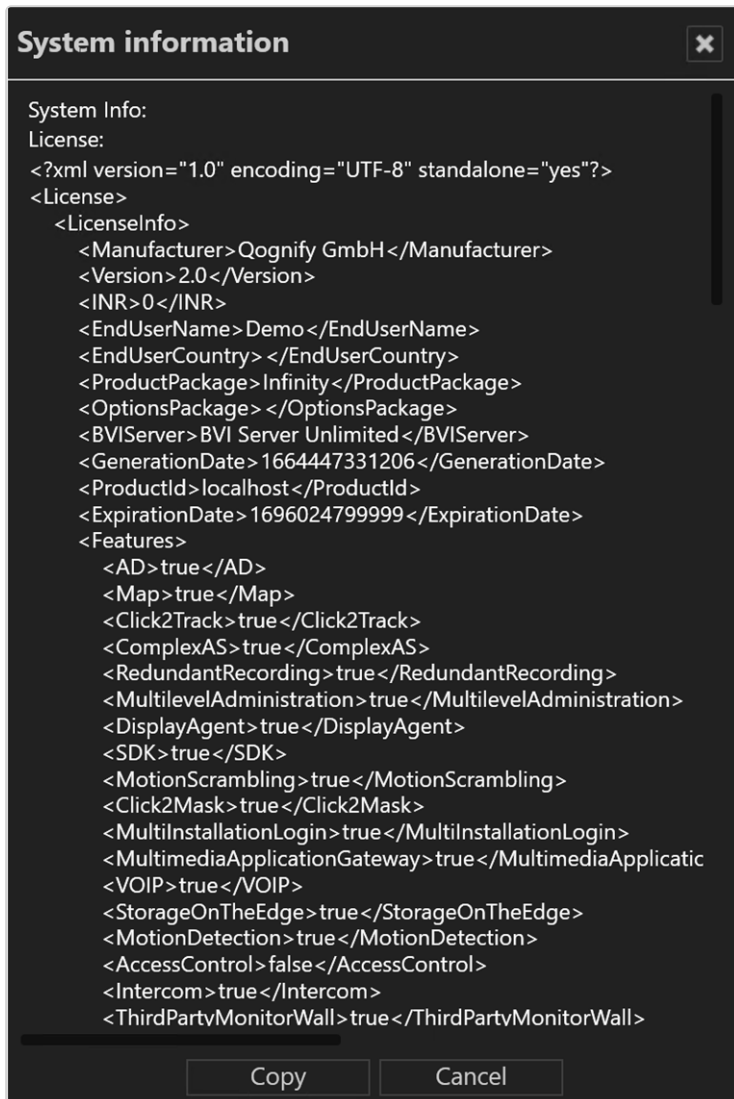 System information
System Info:
License:
<?xml version="1.0" encoding="UTF-8" standalone="yes"?>
<License>
<LicenseInfo>
<Manufacturer>Qognify GmbH</Manufacturer>
<Version>2.0</Version>
<INR>0</INR>
<EndUserName>Demo</EndUserName>
<EndUserCountry></EndUserCountry>
<ProductPackage>Infinity</ProductPackage>
<OptionsPackage></OptionsPackage>
<BVIServer>BVI Server Unlimited</BVIServer>
<GenerationDate>1664447331206</GenerationDate>
<ProductId>localhost</ProductId>
<ExpirationDate>1696024799999</ExpirationDate>
<Features>
<AD>true</AD>
<Map>true</Map>
<Click2Track>true</Click2Track>
<ComplexAS>true</ComplexAS>
<RedundantRecording>true</RedundantRecording>
<MultilevelAdministration>true</MultilevelAdministration>
<DisplayAgent>true</DisplayAgent>
<SDK>true</SDK>
<MotionScrambling>true</MotionScrambling>
<Click2Mask>true</Click2Mask>
<MultiInstallationLogin>true</MultiInstallationLogin>
<MultimediaApplicationGateway>true</MultimediaApplicatic
<VOIP>true</VOIP>
<StorageOnTheEdge>true</StorageOnTheEdge>
<MotionDetection>true</MotionDetection>
<AccessControl>false</AccessControl>
<Intercom>true</Intercom>
<ThirdPartyMonitorWall>true</ThirdPartyMonitorWall>
Copy
Cancel